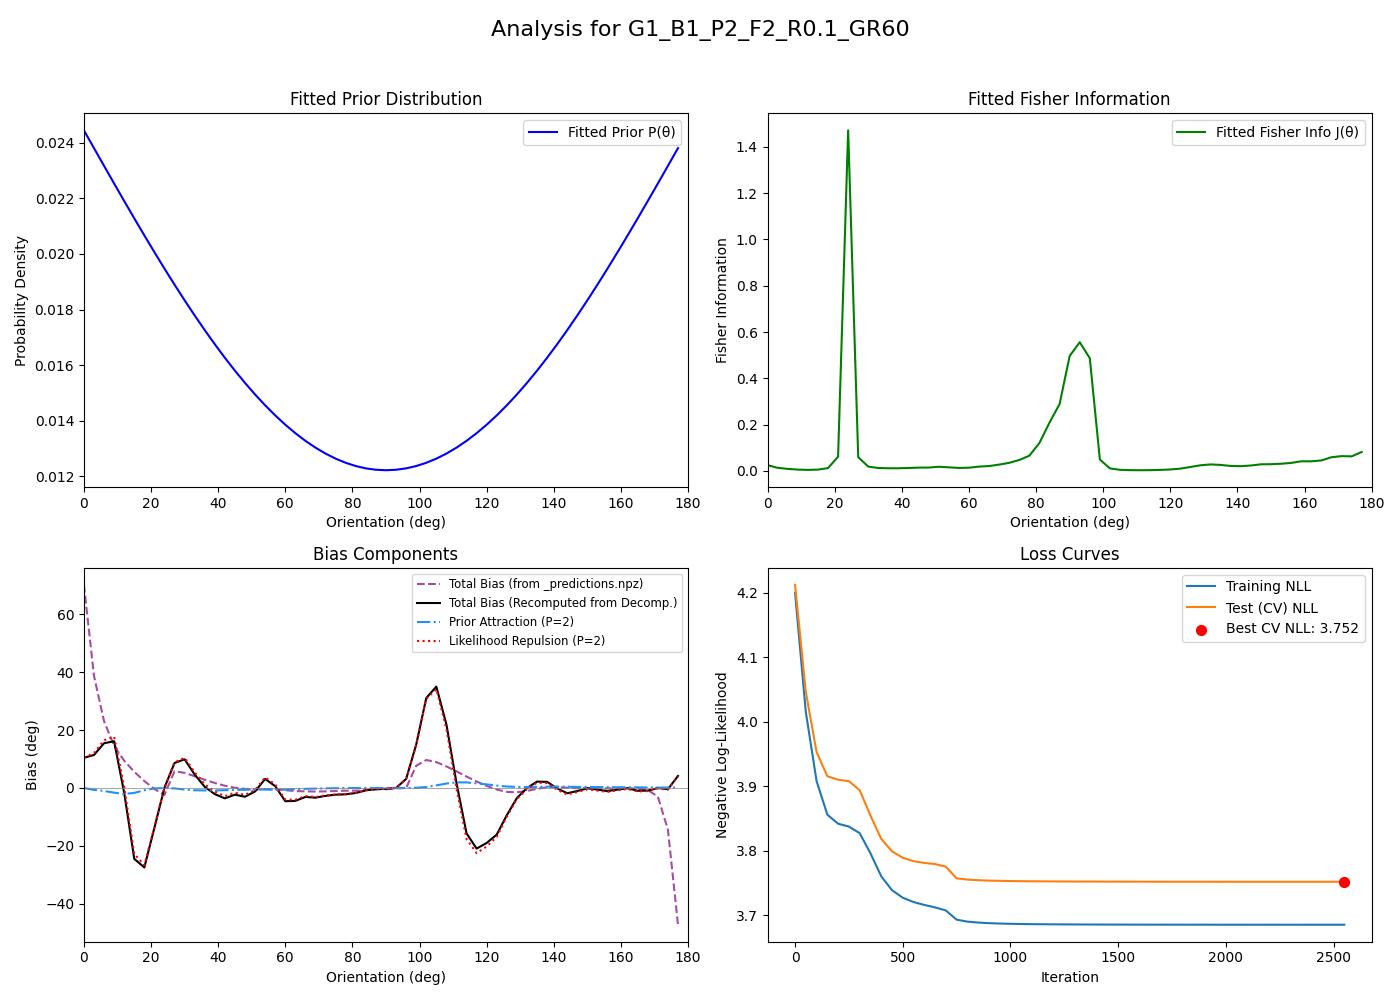 Analysis for G1_B1_P2_F2_R0.1_GR60
Fitted Prior Distribution
Fitted Prior P(θ)
Probability Density
0.024
0.022
0.020
0.018
0.016
0.014
0.012
0 20 40 60 80 100 120 140 160 180
Orientation (deg)
Fitted Fisher Information
Fitted Fisher Info J(θ)
Fisher Information
1.4
1.2
1.0
0.8
0.6
0.4
0.2
0.0
0 20 40 60 80 100 120 140 160 180
Orientation (deg)
Bias Components
Total Bias (from _predictions.npz)
Total Bias (Recomputed from Decomp.)
Prior Attraction (P=2)
Likelihood Repulsion (P=2)
Bias (deg)
60
40
20
0
−20
−40
0 20 40 60 80 100 120 140 160 180
Orientation (deg)
Loss Curves
Training NLL
Test (CV) NLL
Best CV NLL: 3.752
Negative Log-Likelihood
4.2
4.1
4.0
3.9
3.8
3.7
0 500 1000 1500 2000 2500
Iteration